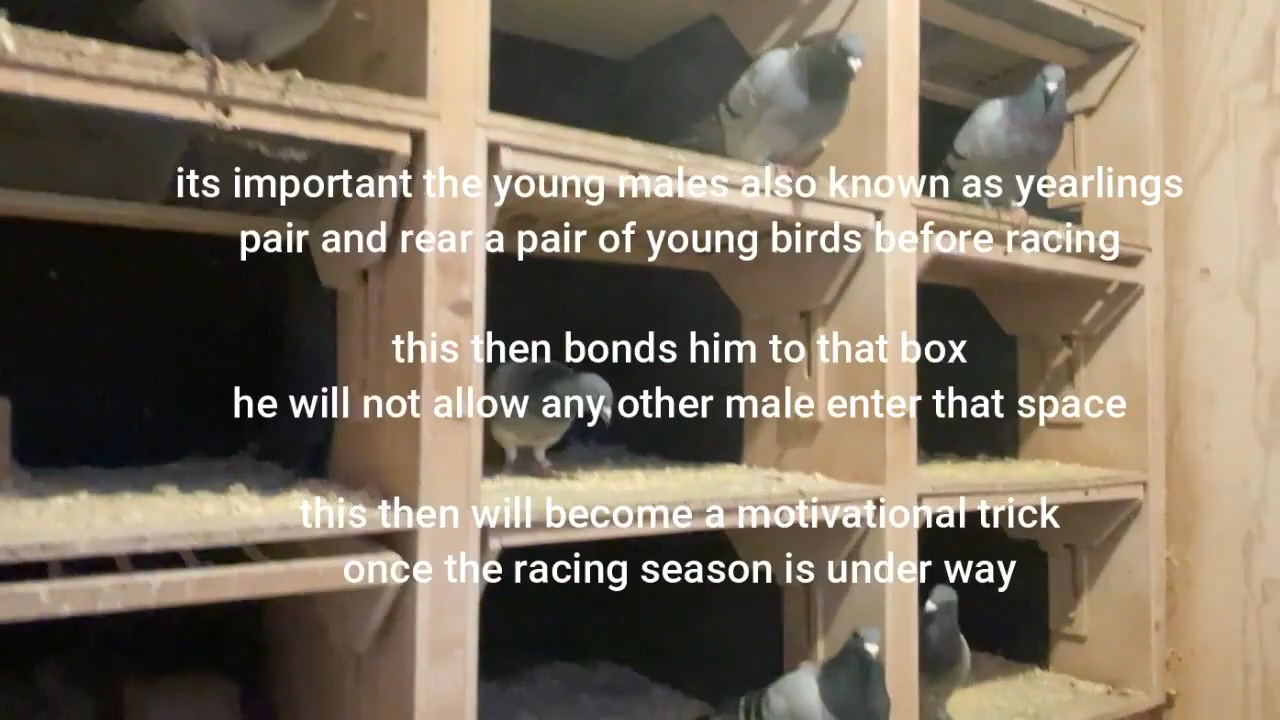 its important the young males also known as yearlings
pair and rear a pair of young birds before racing
this then bonds him to that box
he will not allow any other male enter that space
this then will become a motivational trick
once the racing season is under way